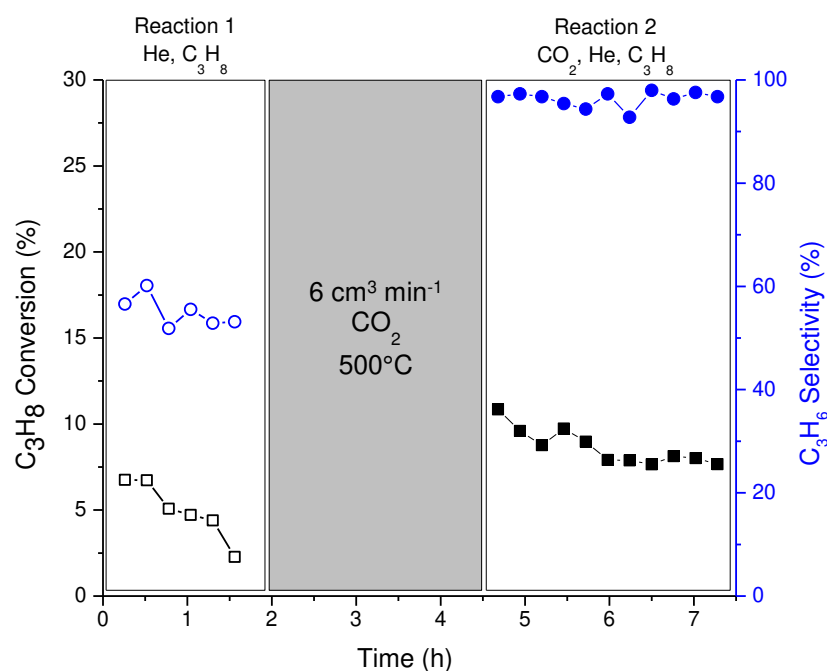 Reaction 1
He, C₃H₈
Reaction 2
CO₂, He, C₃H₈
30
25
20
15
10
5
0
C₃H₈ Conversion (%)
6 cm³ min⁻¹
CO₂
500°C
100
80
60
40
20
0
C₃H₆ Selectivity (%)
0 1 2 3 4 5 6 7
Time (h)